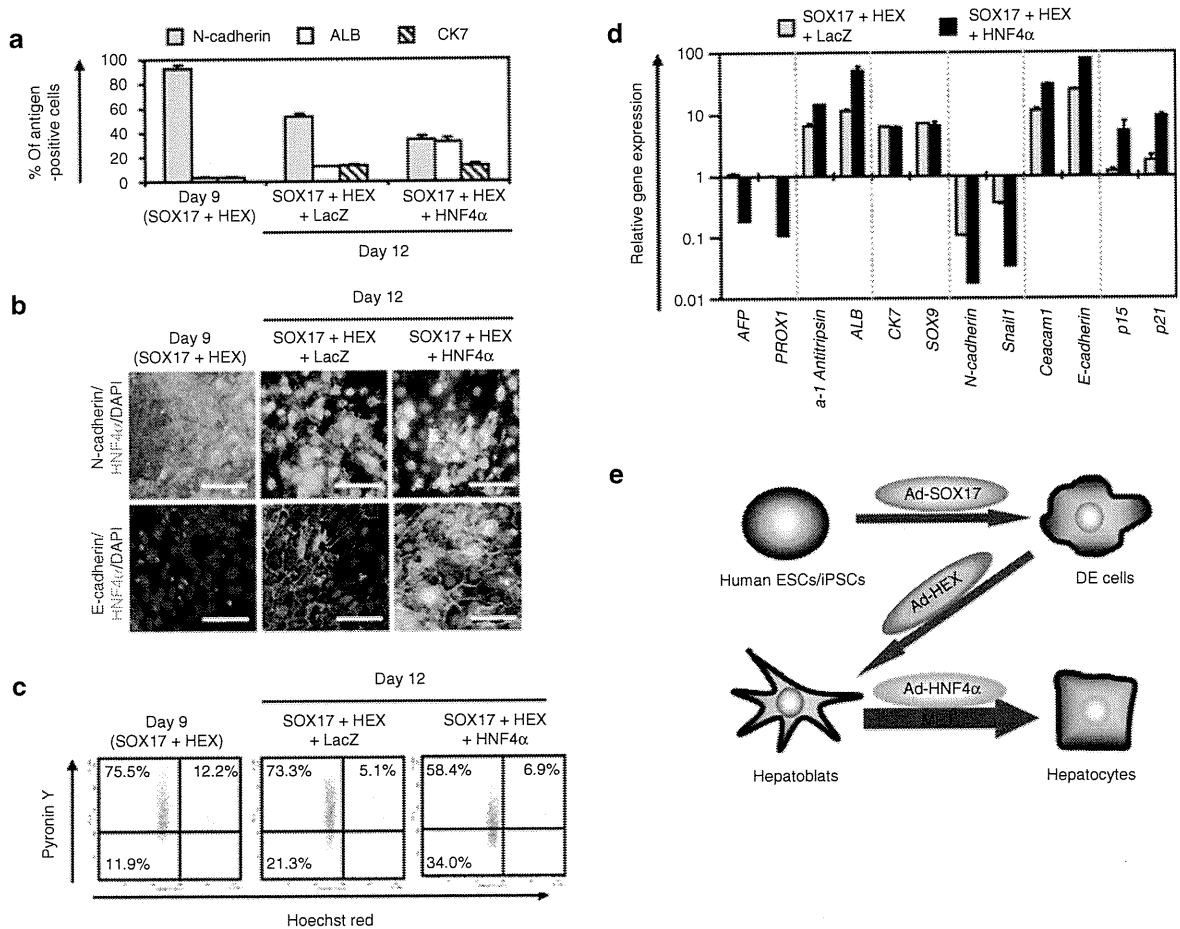 a
N-cadherin ALB CK7
% Of antigen
-positive cells
100
80
60
40
20
0
Day 9
(SOX17 + HEX)
SOX17 + HEX
+ LacZ
SOX17 + HEX
+ HNF4α
Day 12
b
Day 12
Day 9
(SOX17 + HEX)
SOX17 + HEX
+ LacZ
SOX17 + HEX
+ HNF4α
N-cadherin/
HNF4α/DAPI
E-cadherin/
HNF4α/DAPI
c
Day 12
Day 9
(SOX17 + HEX)
SOX17 + HEX
+ LacZ
SOX17 + HEX
+ HNF4α
Pyronin Y
75.5% 12.2%
11.9%
73.3% 5.1%
21.3%
58.4% 6.9%
34.0%
Hoechst red
d
SOX17 + HEX
+ LacZ
SOX17 + HEX
+ HNF4α
Relative gene expression
100
10
1
0.1
0.01
AFP
PROX1
a-1 Antitripsin
ALB
CK7
SOX9
N-cadherin
Snail1
Ceacam1
E-cadherin
p15
p21
e
Ad-SOX17
Human ESCs/iPSCs
DE cells
Ad-HEX
Ad-HNF4α
MET
Hepatoblats
Hepatocytes